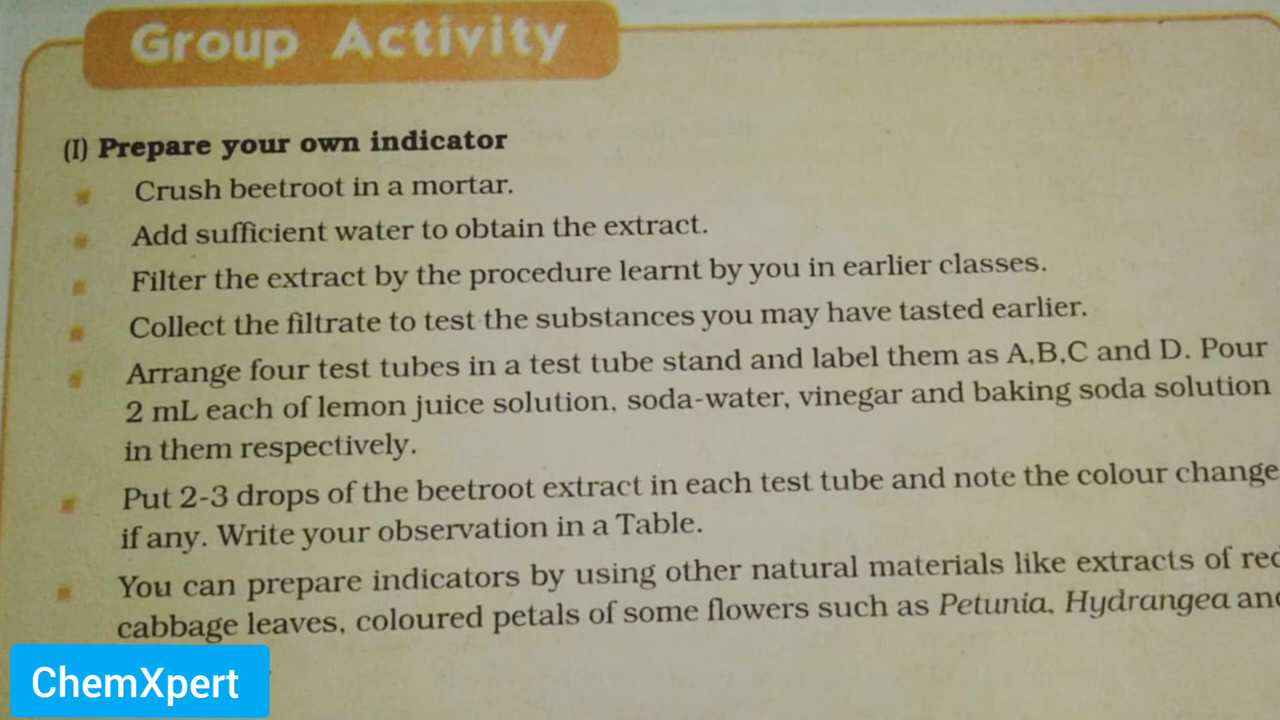 Group Activity
(I) Prepare your own indicator
Crush beetroot in a mortar.
Add sufficient water to obtain the extract.
Filter the extract by the procedure learnt by you in earlier classes.
Collect the filtrate to test the substances you may have tasted earlier.
Arrange four test tubes in a test tube stand and label them as A,B,C and D. Pour
2 mL each of lemon juice solution, soda-water, vinegar and baking soda solution
in them respectively.
Put 2-3 drops of the beetroot extract in each test tube and note the colour change
if any. Write your observation in a Table.
You can prepare indicators by using other natural materials like extracts of
cabbage leaves, coloured petals of some flowers such as Petunia, Hydrangea
ChemXpert